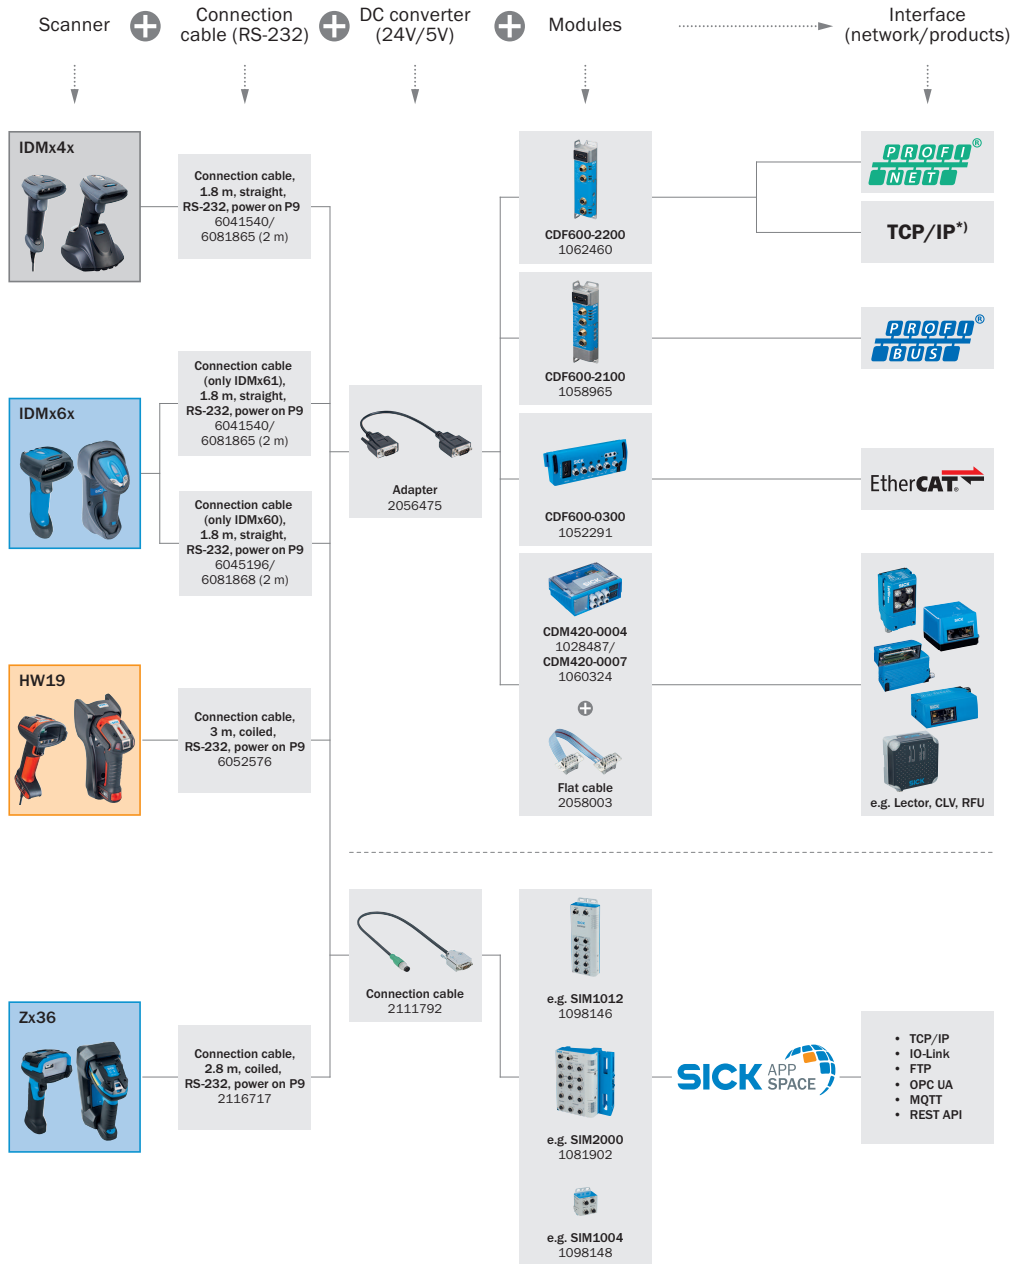 Scanner
Connection
cable (RS-232)
DC converter
(24V/5V)
Modules
Interface
(network/products)
IDMx4x
Connection cable,
1.8 m, straight,
RS-232, power on P9
6041540/
6081865 (2 m)
CDF600-2200
1062460
PROFI®
NET
TCP/IP*)
CDF600-2100
1058965
PROFI®
BUS
IDMx6x
Connection cable
(only IDMx61),
1.8 m, straight,
RS-232, power on P9
6041540/
6081865 (2 m)
Connection cable
(only IDMx60),
1.8 m, straight,
RS-232, power on P9
6045196/
6081868 (2 m)
Adapter
2056475
SICK
CDF600-0300
1052291
EtherCAT®
SICK
CDM420-0004
1028487/
CDM420-0007
1060324
Flat cable
2058003
SICK
SICK
SICK
e.g. Lector, CLV, RFU
HW19
Connection cable,
3 m, coiled,
RS-232, power on P9
6052576
Connection cable
2111792
SICK
e.g. SIM1012
1098146
e.g. SIM2000
1081902
e.g. SIM1004
1098148
Zx36
Connection cable,
2.8 m, coiled,
RS-232, power on P9
2116717
SICK APP
SPACE
• TCP/IP
• IO-Link
• FTP
• OPC UA
• MQTT
• REST API